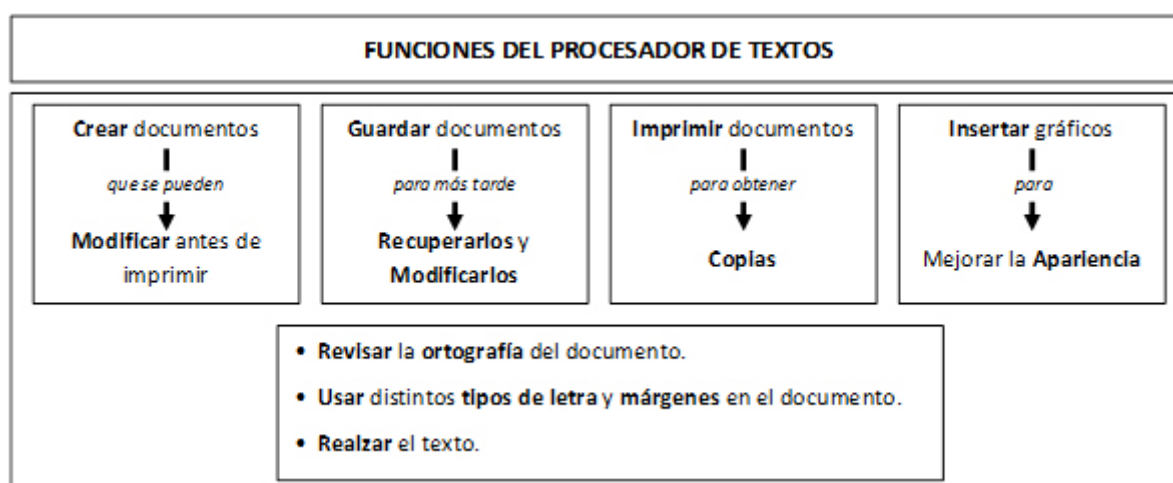 FUNCIONES DEL PROCESADOR DE TEXTOS
Crear documentos
que se pueden
Modificar antes de
imprimir
Guardar documentos
para más tarde
Recuperarlos y
Modificarlos
Imprimir documentos
para obtener
Copias
Insertar gráficos
para
Mejorar la Apariencia
• Revisar la ortografía del documento.
• Usar distintos tipos de letra y márgenes en el documento.
• Realzar el texto.